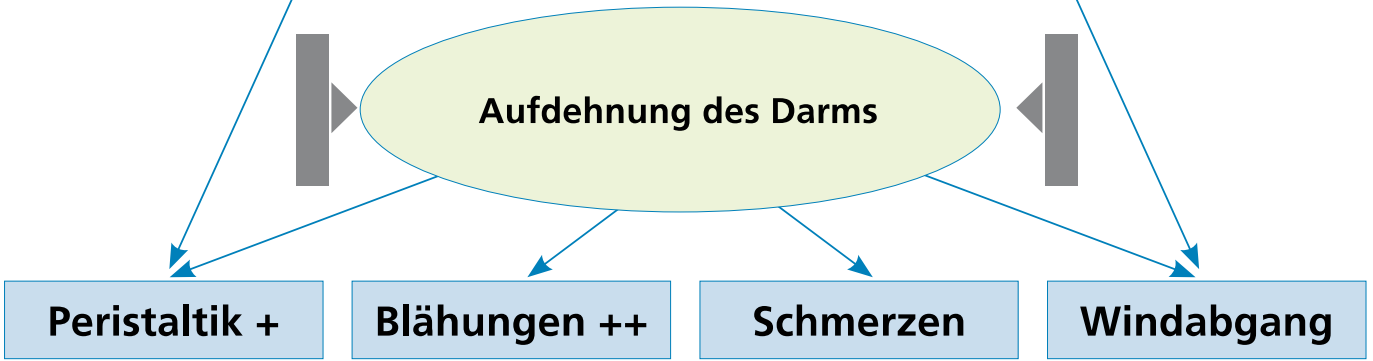 Aufdehnung des Darms
Peristaltik +
Blähungen ++
Schmerzen
Windabgang